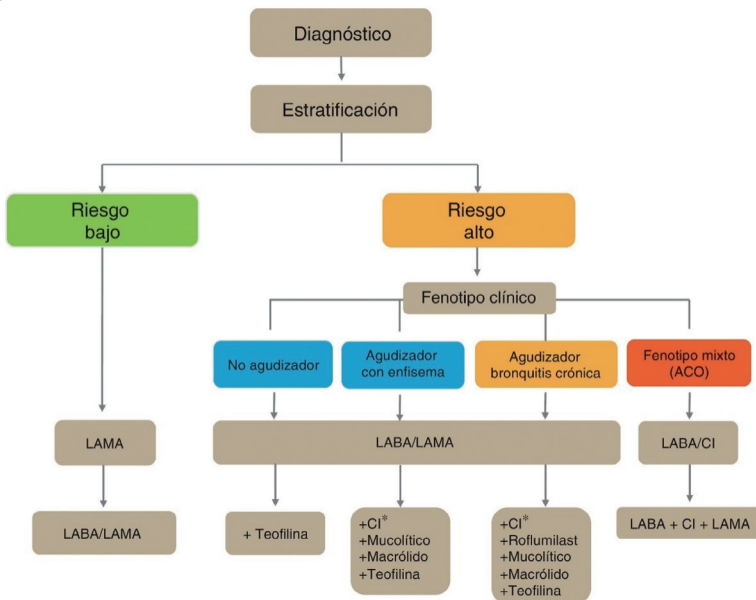 Diagnóstico
Estratificación
Riesgo
bajo
Riesgo
alto
Fenotipo clínico
No agudizador
Agudizador
con enfisema
Agudizador
bronquitis crónica
Fenotipo mixto
(ACO)
LAMA
LABA/LAMA
LABA/CI
LABA/LAMA
+ Teofilina
+CI*
+Mucolítico
+Macrólido
+Teofilina
+CI*
+Roflumilast
+Mucolítico
+Macrólido
+Teofilina
LABA + CI + LAMA